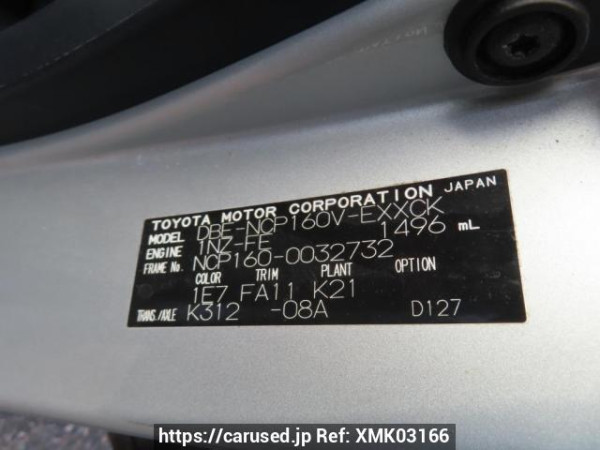 TOYOTA MOTOR CORPORATION JAPAN
MODEL DBE-NCP160V-EXXCK
ENGINE 1NZ-FE 1496 mL
FRAME No. NCP160-0032732
COLOR TRIM PLANT OPTION
1E7 FA11 K21
TRANS./AXLE K312 -08A D127
https://carused.jp Ref: XMK03166